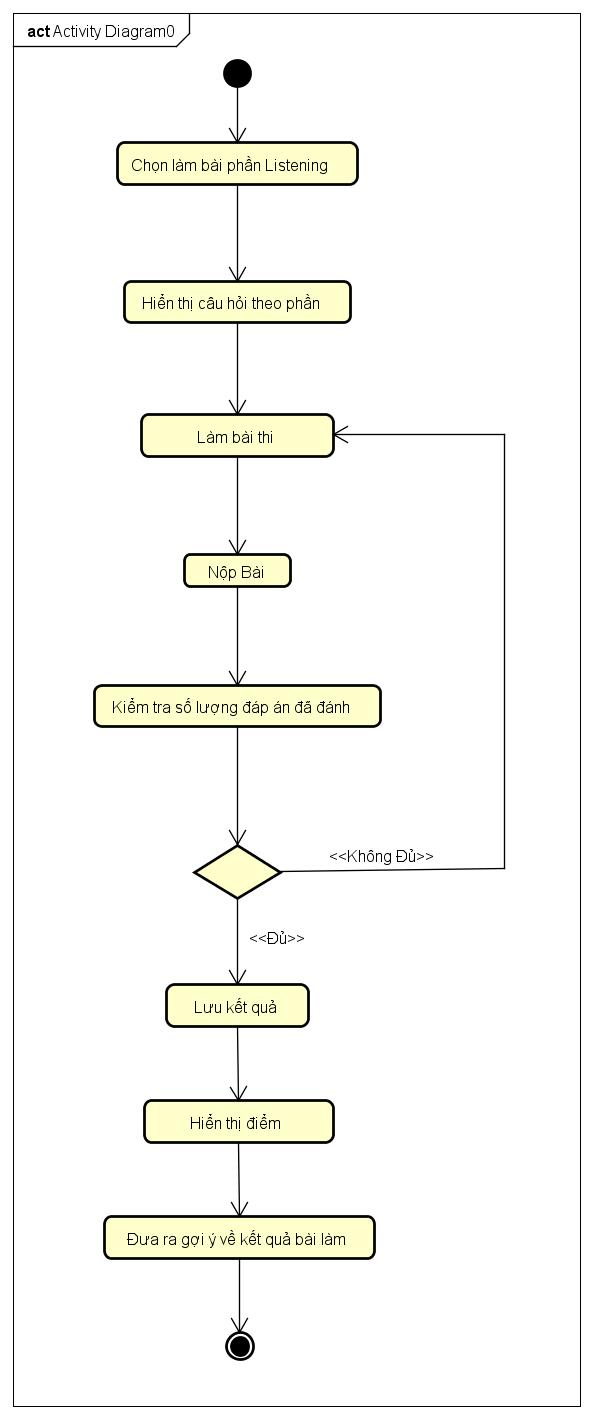 act Activity Diagram0
Chọn làm bài phần Listening
Hiển thị câu hỏi theo phần
Làm bài thi
Nộp Bài
Kiểm tra số lượng đáp án đã đánh
<<Không Đủ>>
<<Đủ>>
Lưu kết quả
Hiển thị điểm
Đưa ra gợi ý về kết quả bài làm